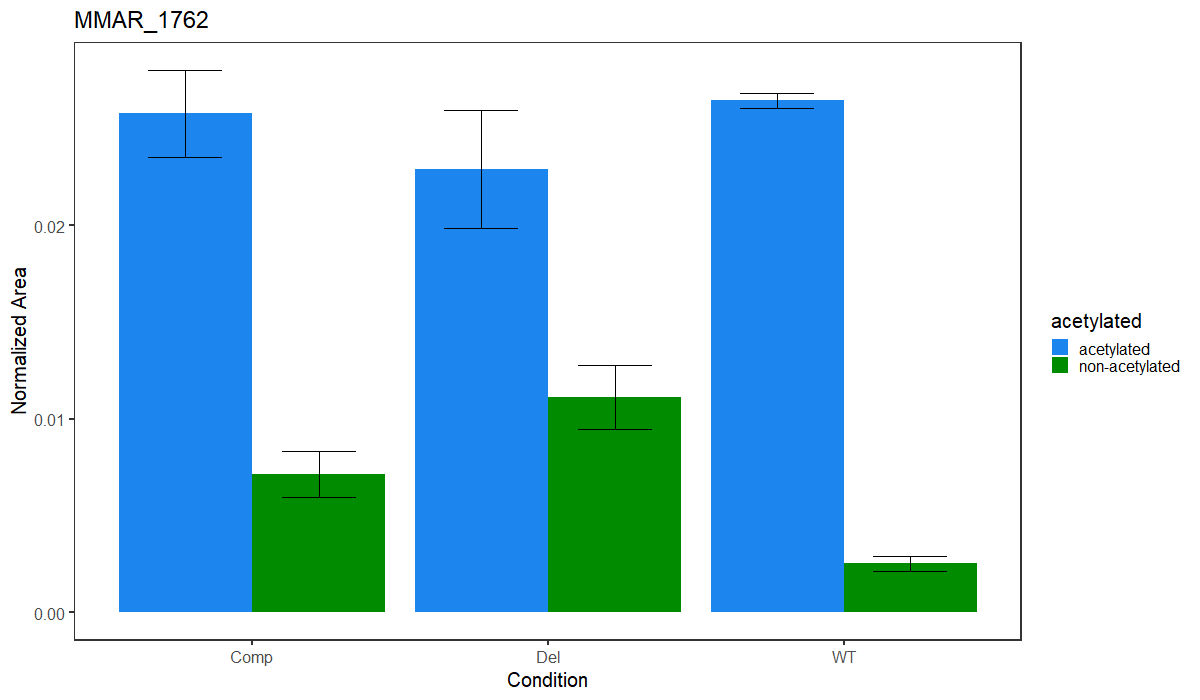 MMAR_1762
Normalized Area
0.02
0.01
0.00
Comp Del WT
Condition
acetylated
acetylated
non-acetylated